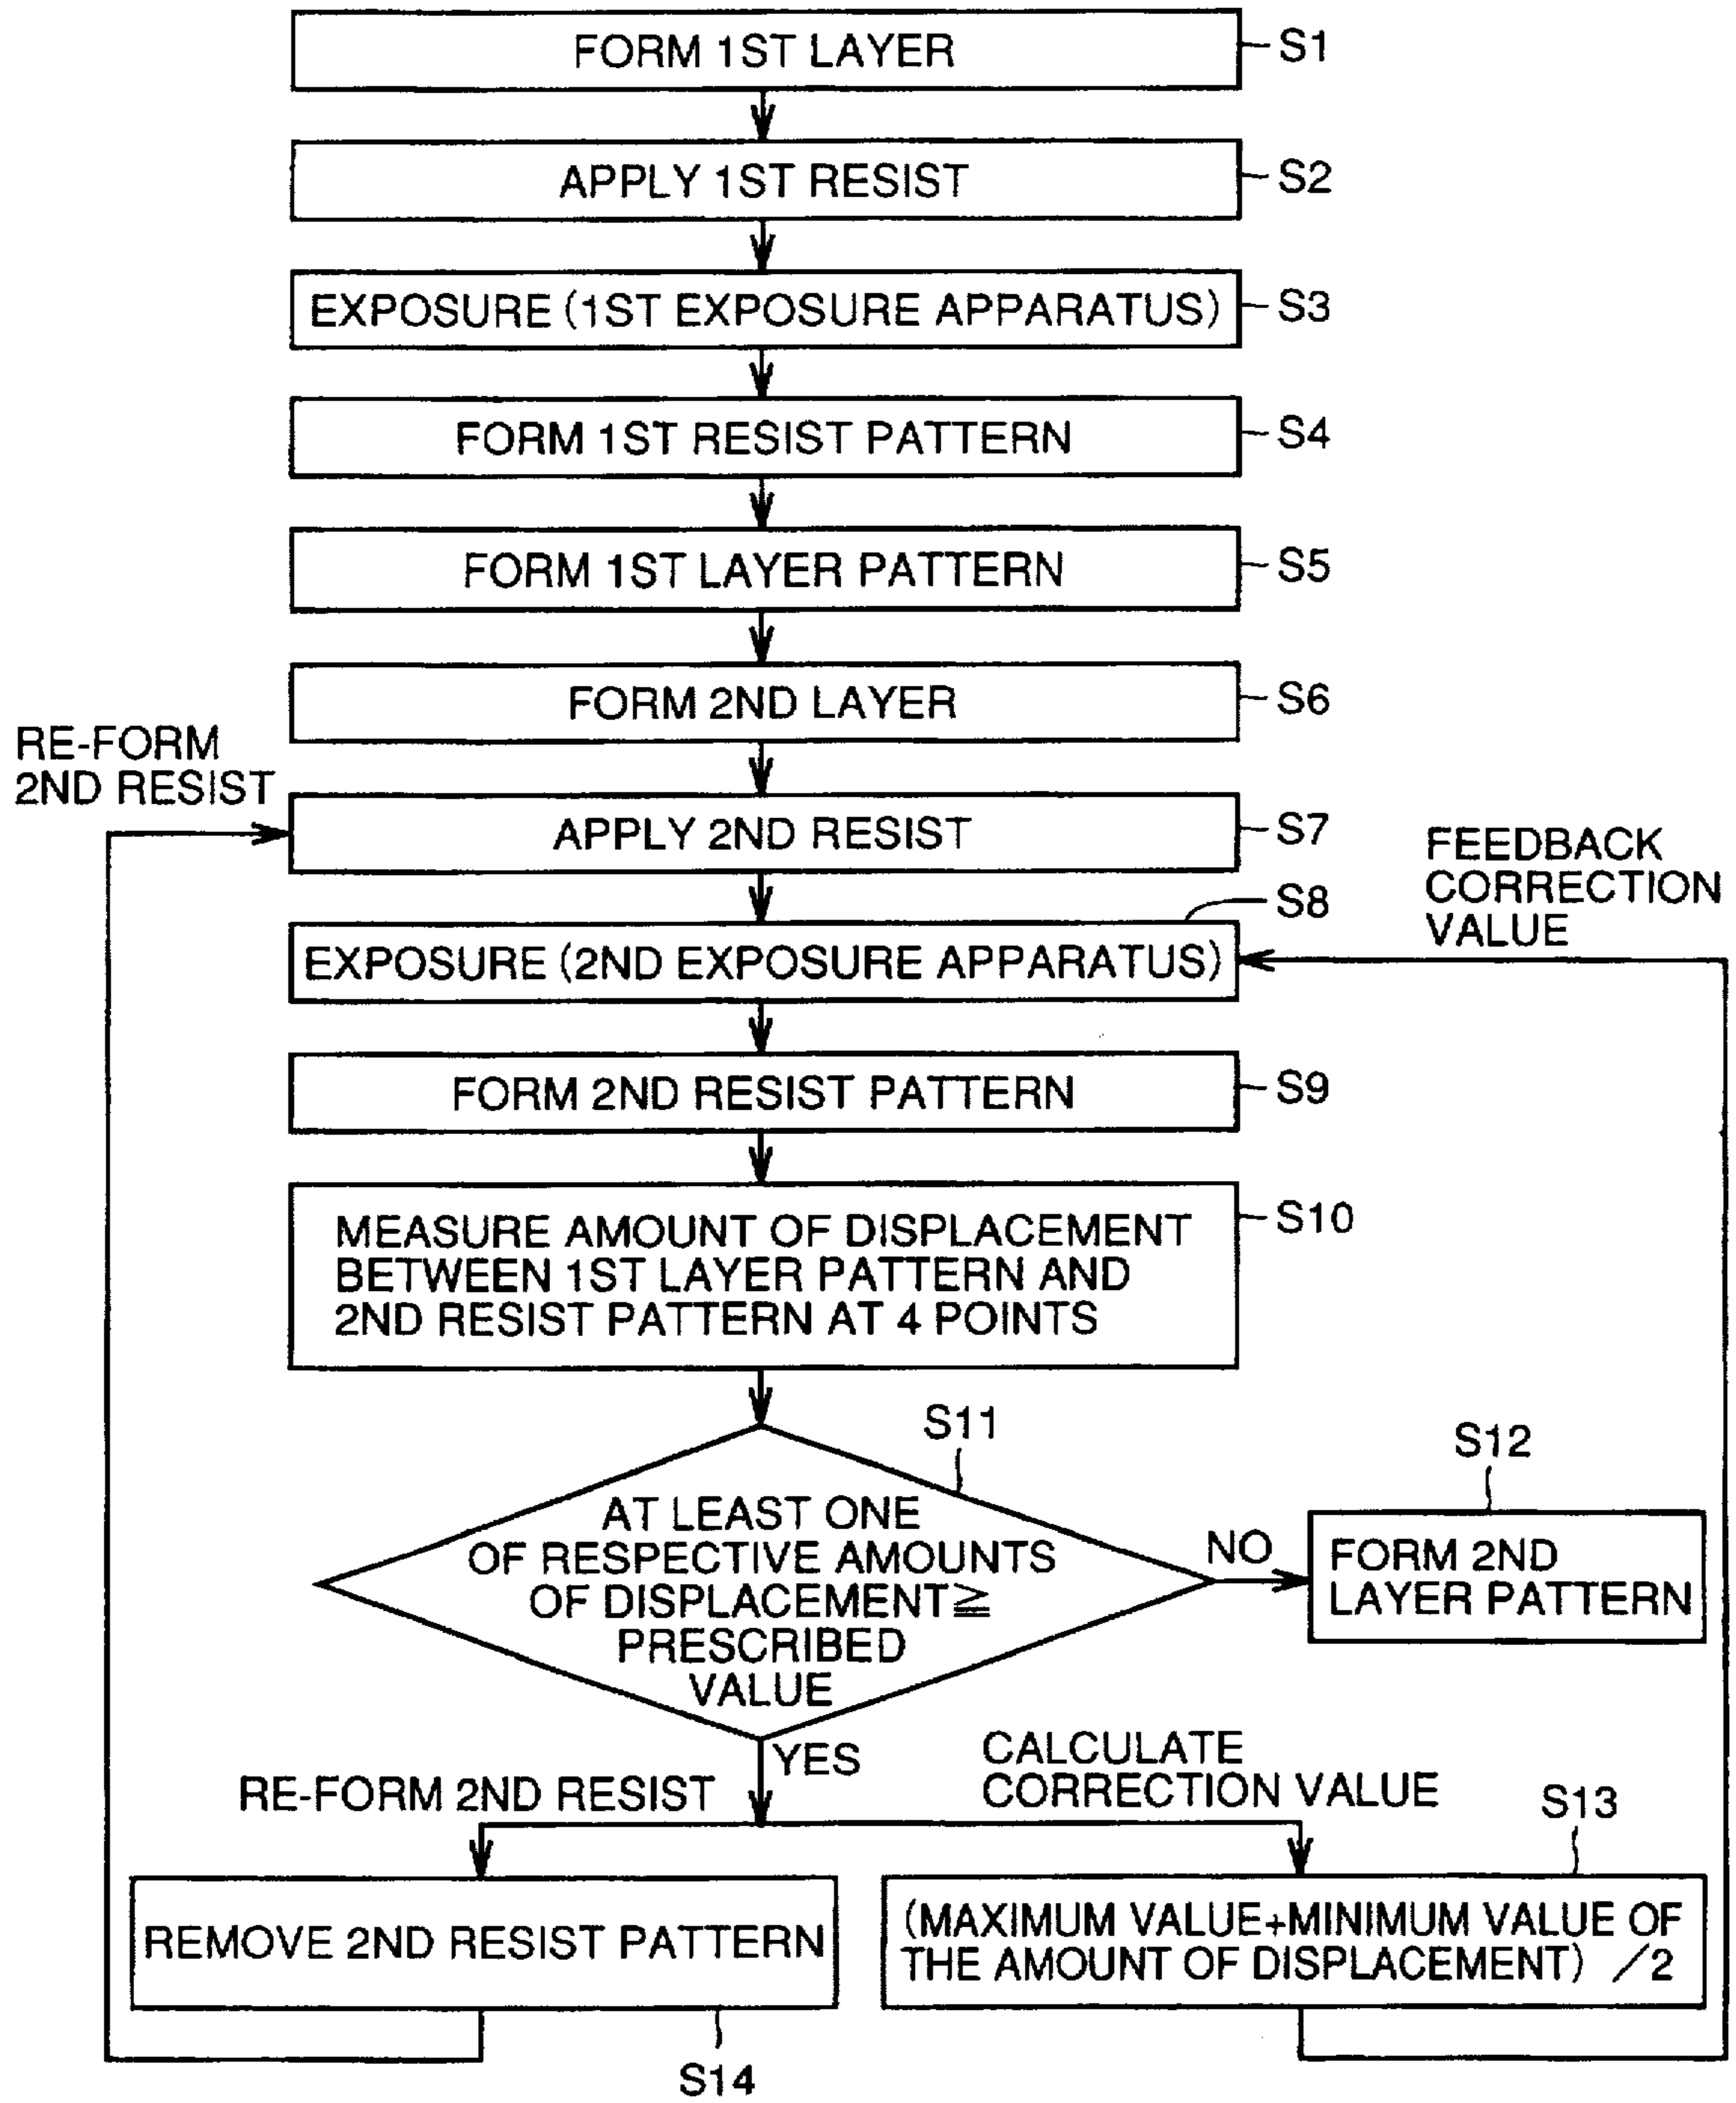 FORM 1ST LAYER
S1
APPLY 1ST RESIST
S2
EXPOSURE (1ST EXPOSURE APPARATUS)
S3
FORM 1ST RESIST PATTERN
S4
FORM 1ST LAYER PATTERN
S5
FORM 2ND LAYER
S6
RE-FORM
2ND RESIST
APPLY 2ND RESIST
S7
FEEDBACK
CORRECTION
VALUE
S8
EXPOSURE (2ND EXPOSURE APPARATUS)
FORM 2ND RESIST PATTERN
S9
MEASURE AMOUNT OF DISPLACEMENT
BETWEEN 1ST LAYER PATTERN AND
2ND RESIST PATTERN AT 4 POINTS
S10
S11
AT LEAST ONE
OF RESPECTIVE AMOUNTS
OF DISPLACEMENT≧
PRESCRIBED
VALUE
NO
S12
FORM 2ND
LAYER PATTERN
YES
RE-FORM 2ND RESIST
CALCULATE
CORRECTION VALUE
S13
REMOVE 2ND RESIST PATTERN
(MAXIMUM VALUE+MINIMUM VALUE OF
THE AMOUNT OF DISPLACEMENT) /2
S14